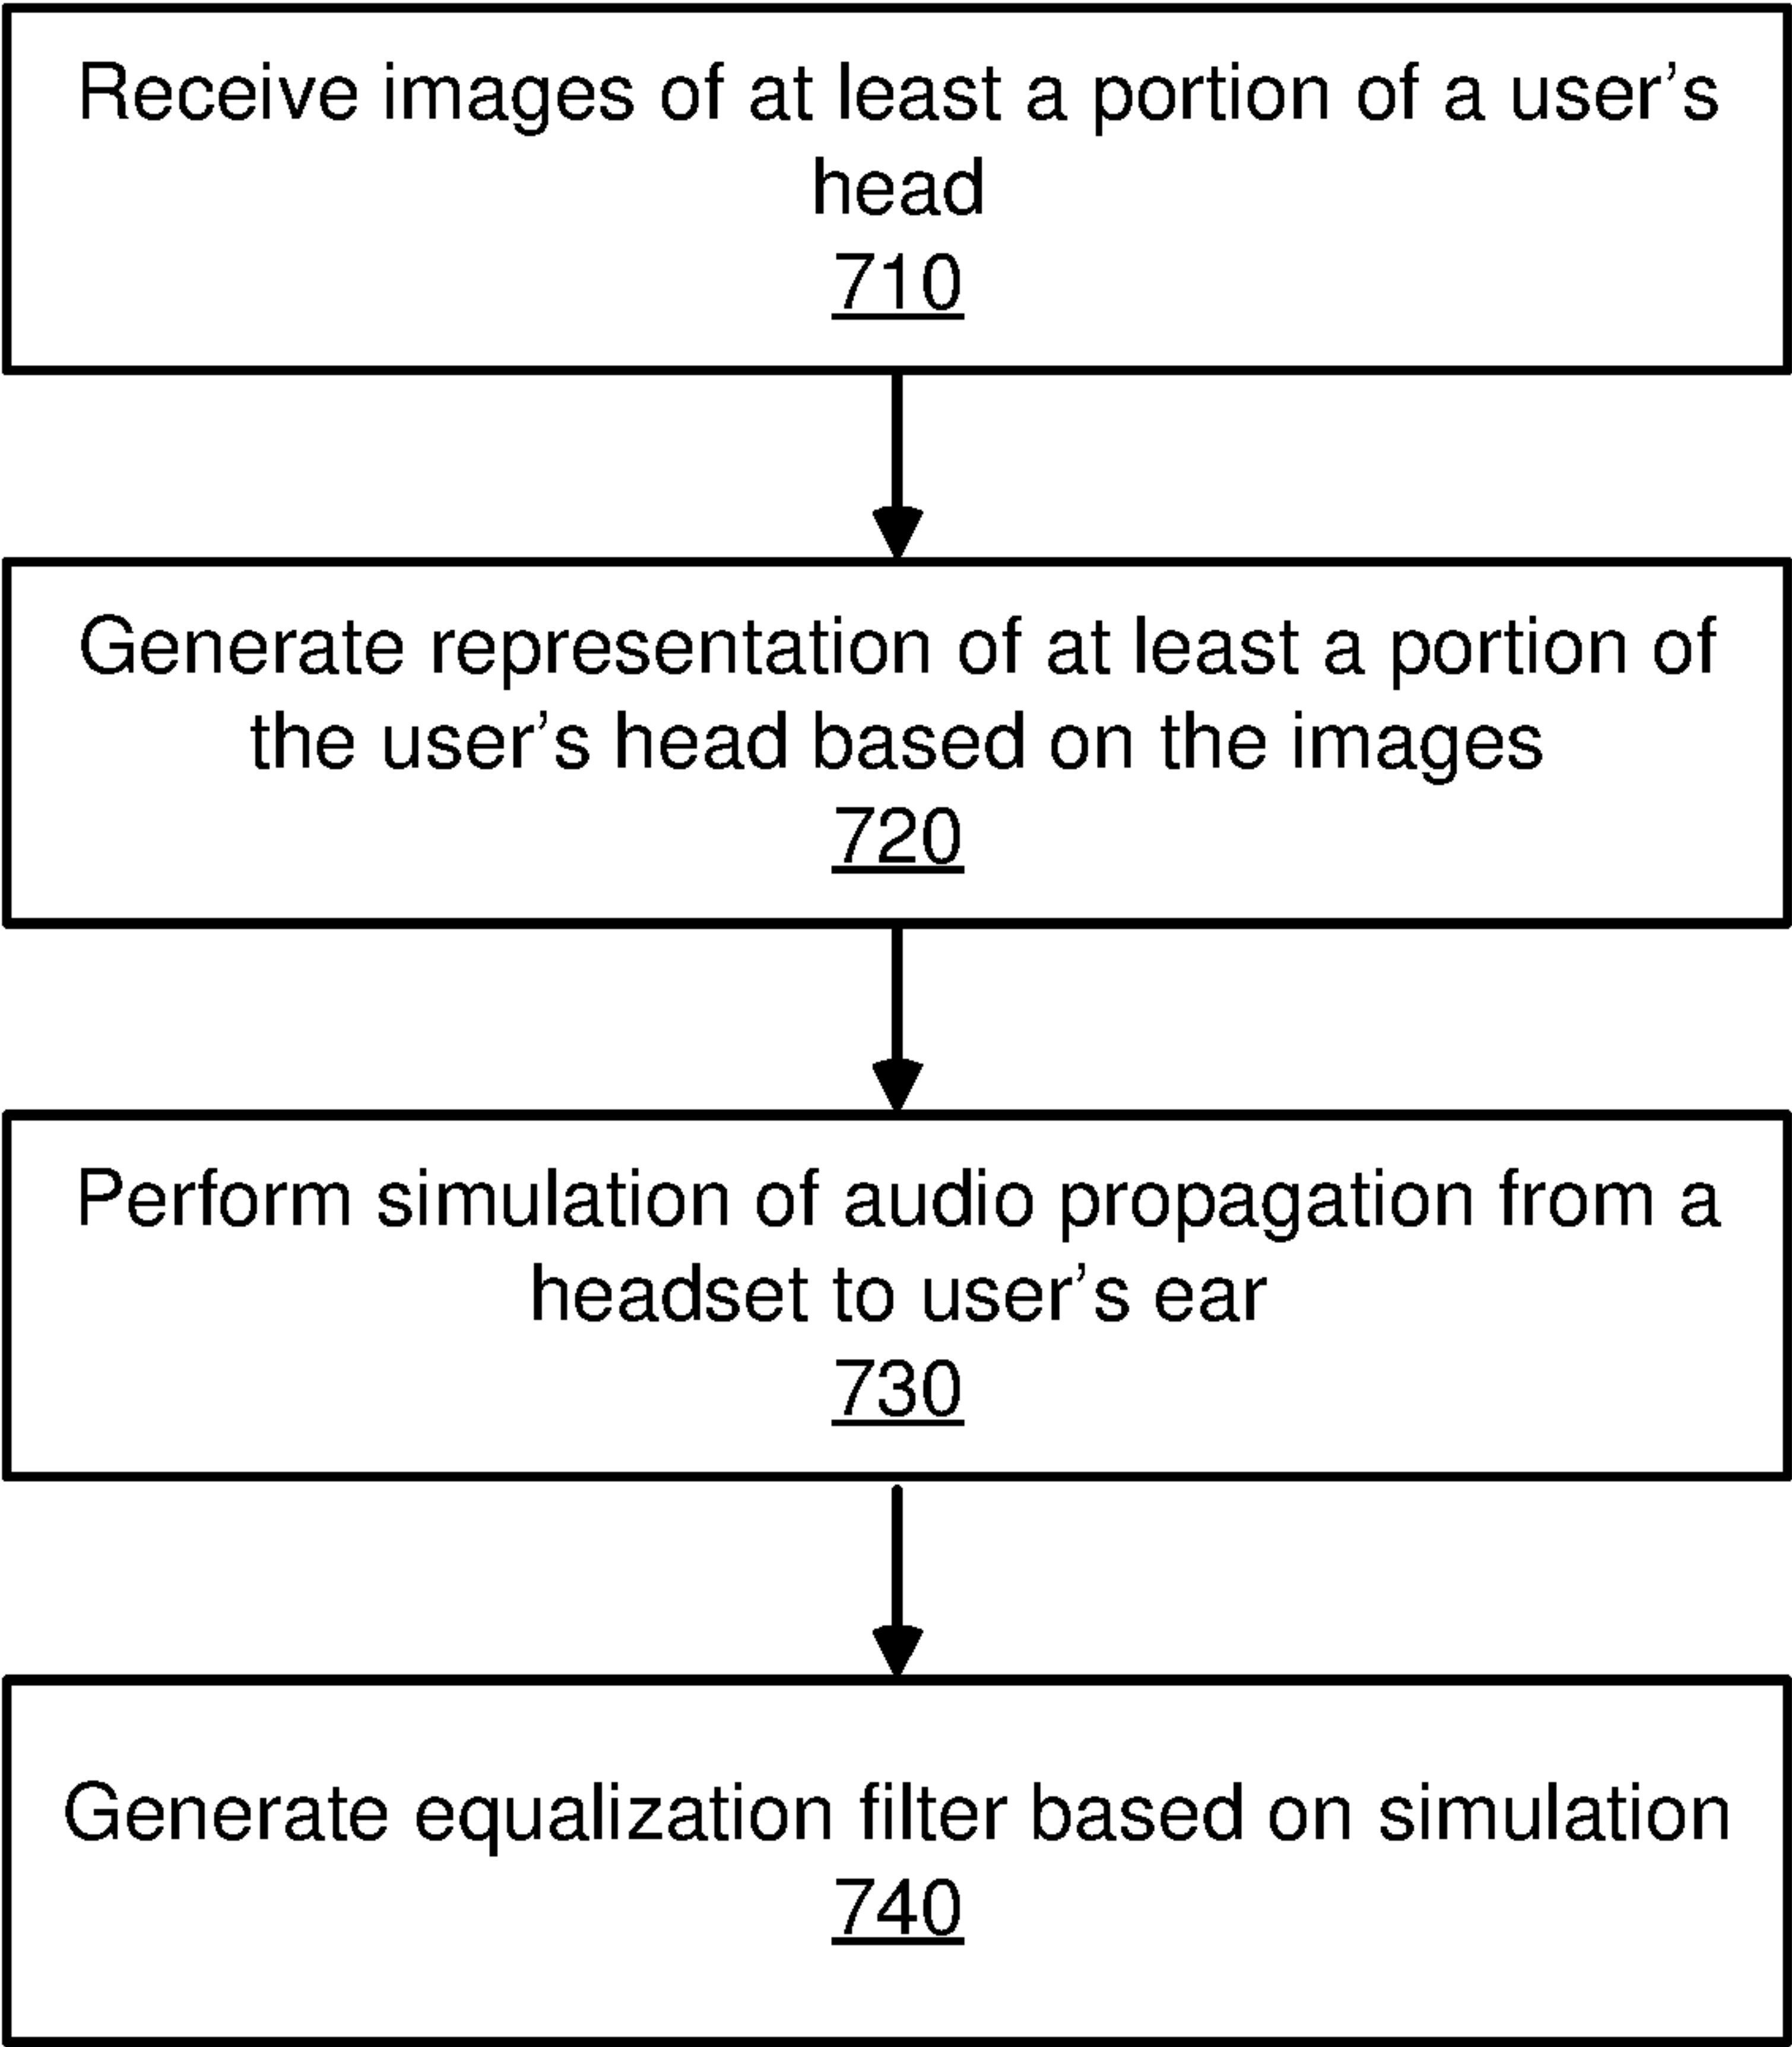 Receive images of at least a portion of a user’s
head
710
Generate representation of at least a portion of
the user’s head based on the images
720
Perform simulation of audio propagation from a
headset to user’s ear
730
Generate equalization filter based on simulation
740